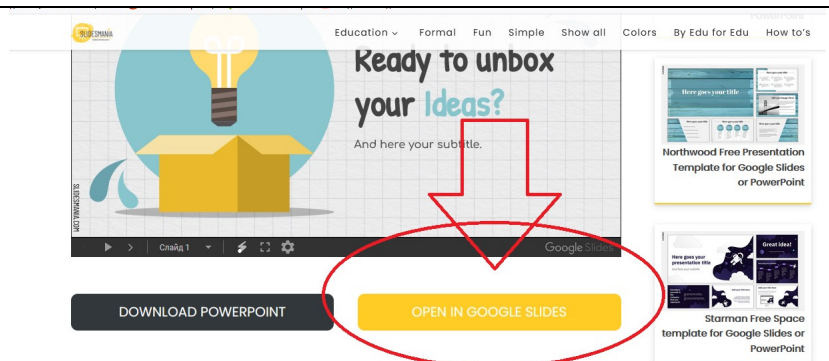 SLIDESMANIA
Education Formal Fun Simple Show all Colors By Edu for Edu How to's
Ready to unbox
your Ideas?
And here your subtitle.
SLIDESMANIA.COM
Слайд 1
Google Slides
DOWNLOAD POWERPOINT
OPEN IN GOOGLE SLIDES
PowerPoint
Here goes your title
Northwood Free Presentation
Template for Google Slides
or PowerPoint
Here goes your
presentation title
Great idea!
Starman Free Space
template for Google Slides or
PowerPoint